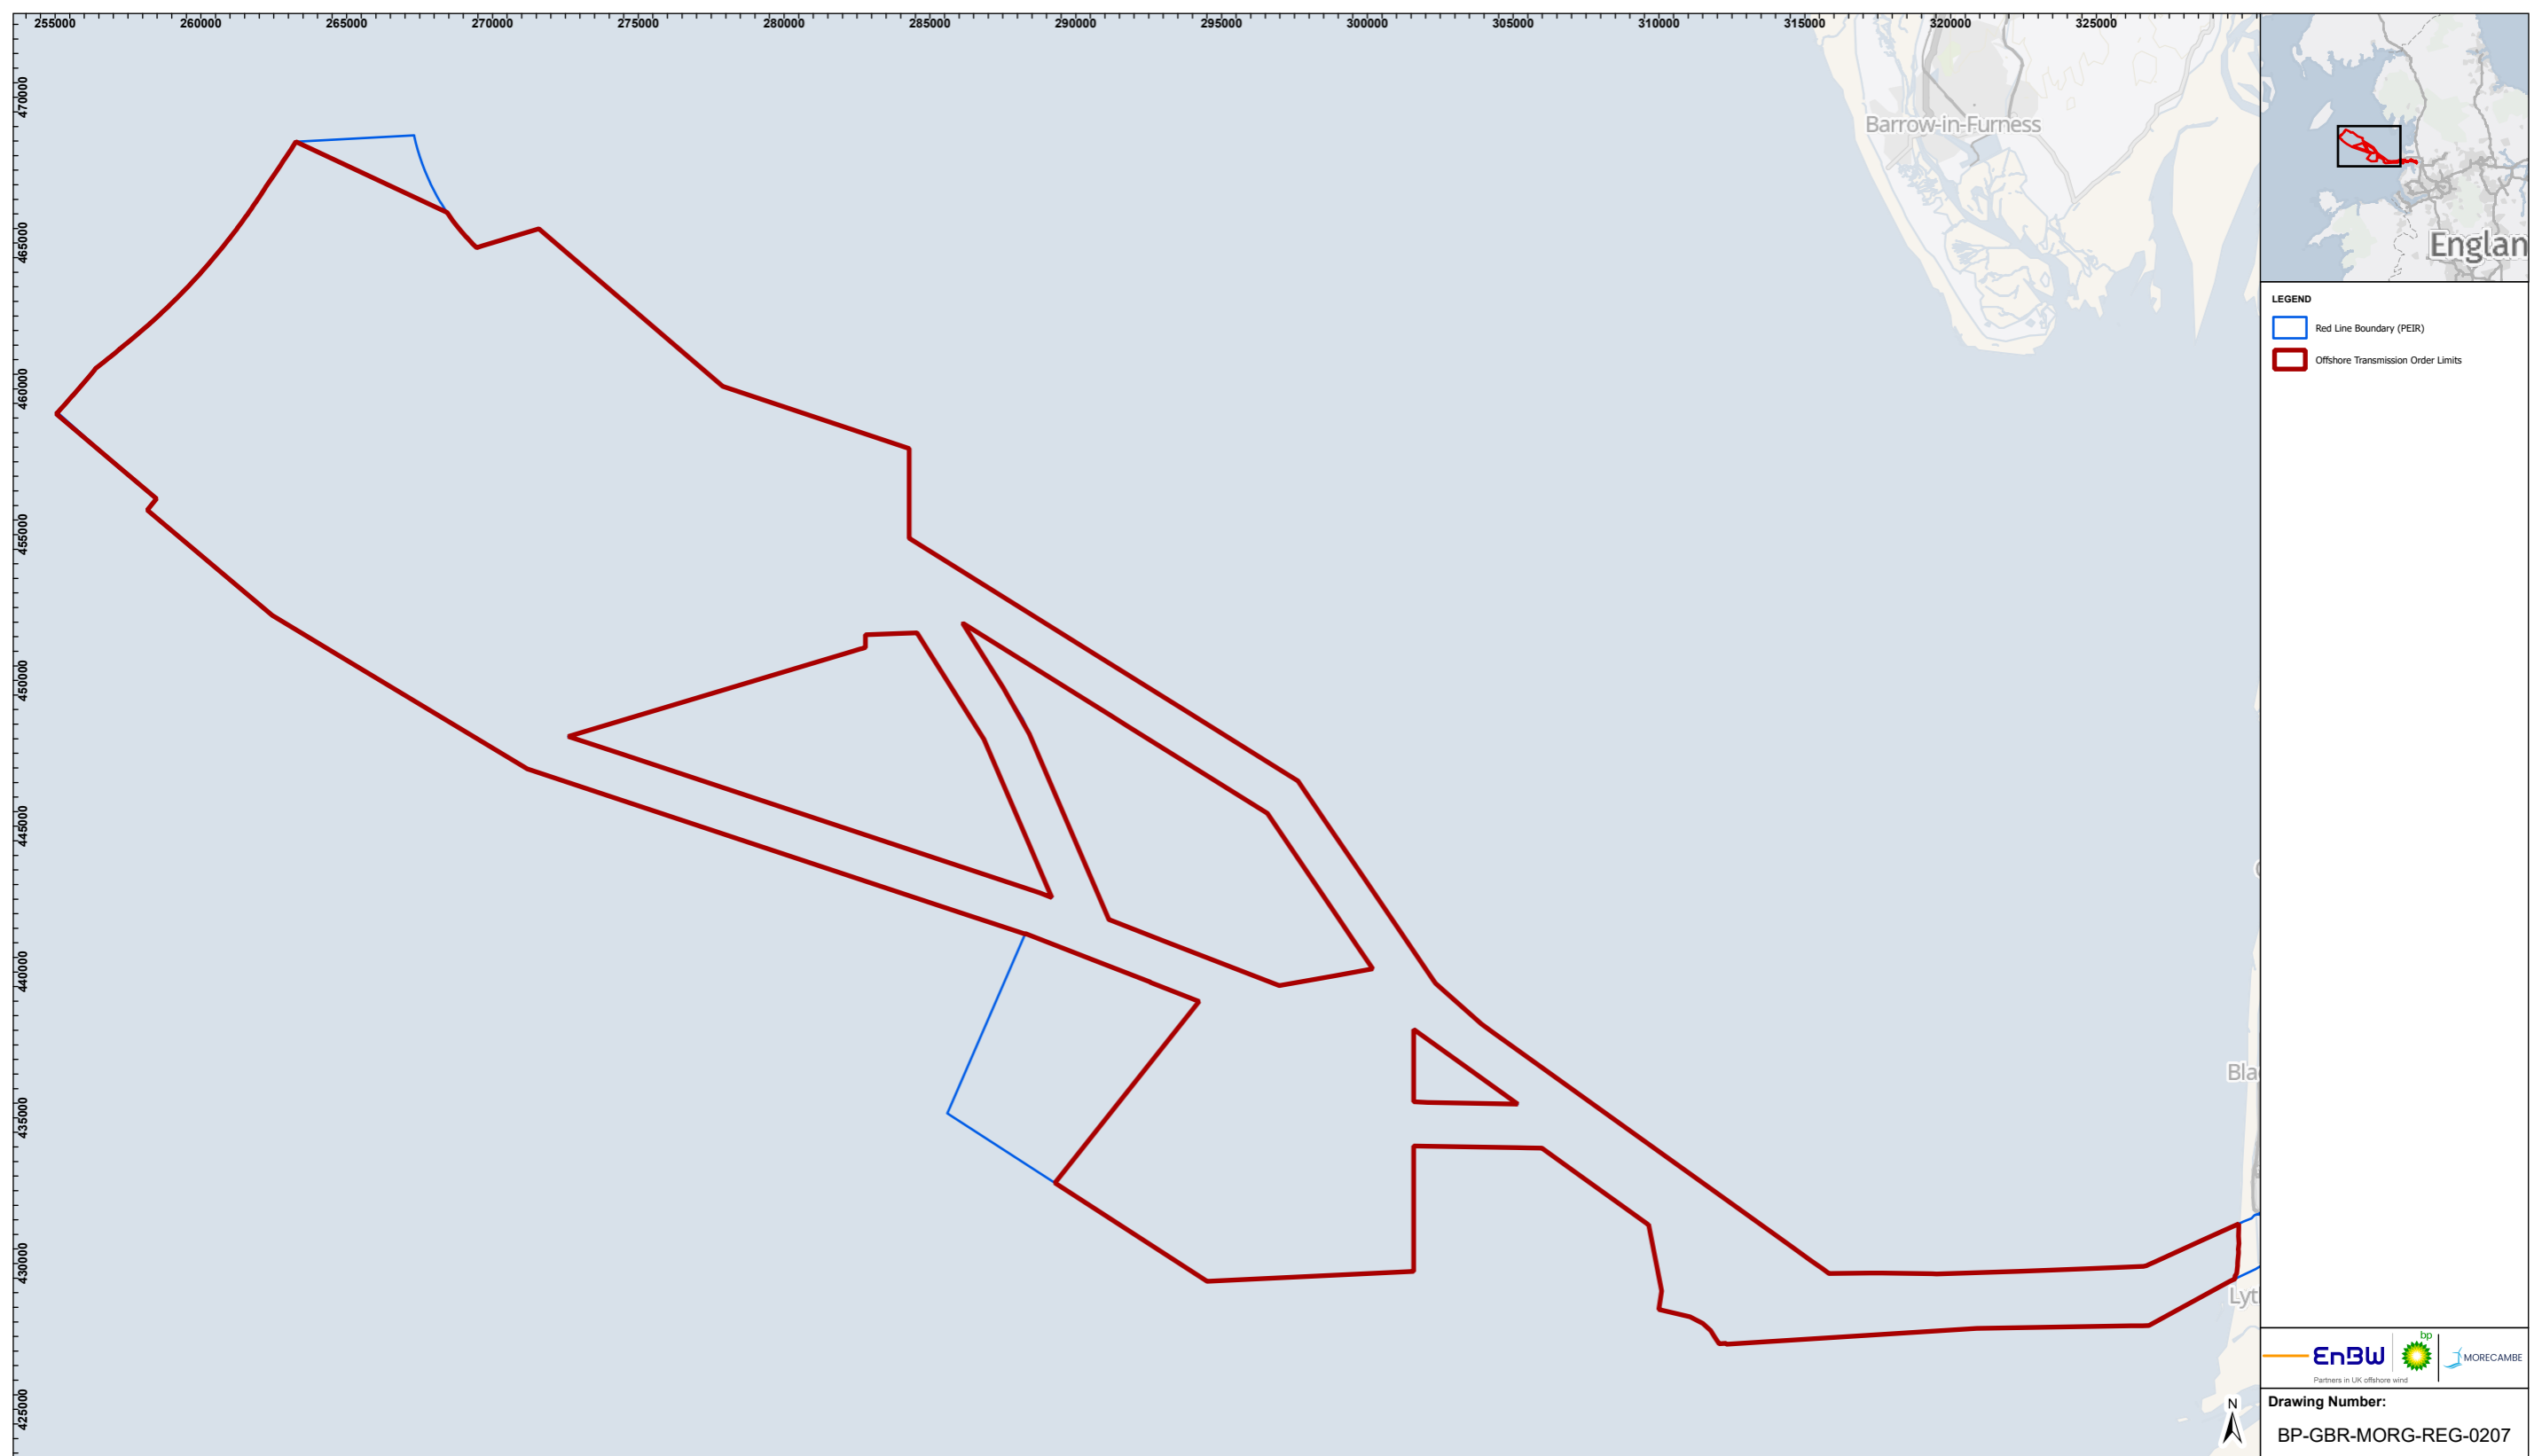 255000 260000 265000 270000 275000 280000 285000 290000 295000 300000 305000 310000 315000 320000 325000
470000
465000
460000
455000
450000
445000
440000
435000
430000
425000
Barrow-in-Furness
Bla
Lyt
N
Englan
LEGEND
Red Line Boundary (PEIR)
Offshore Transmission Order Limits
EnBW
bp
MORECAMBE
Partners in UK offshore wind
Drawing Number:
BP-GBR-MORG-REG-0207